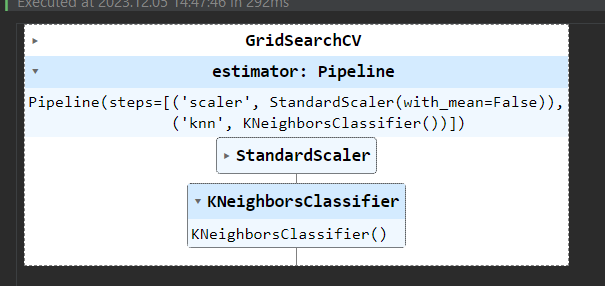 Executed at 2023.12.05 14:47:46 in 292ms
GridSearchCV
estimator: Pipeline
Pipeline(steps=[('scaler', StandardScaler(with_mean=False)),
('knn', KNeighborsClassifier())])
StandardScaler
KNeighborsClassifier
KNeighborsClassifier()